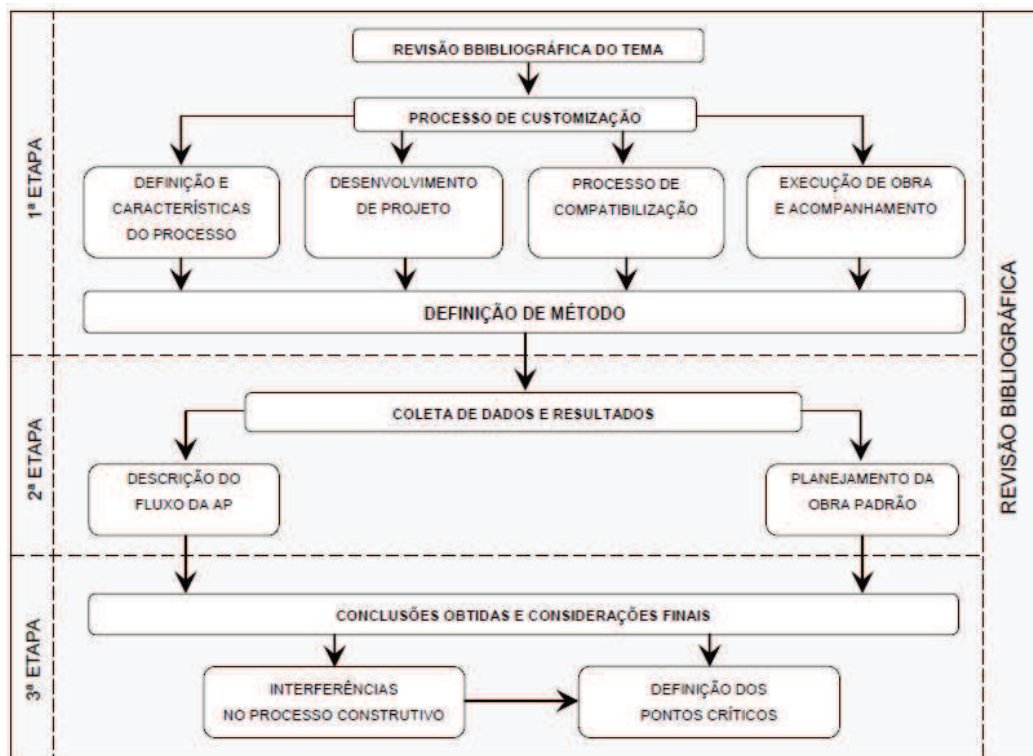 REVISÃO BBIBLIOGRÁFICA DO TEMA
PROCESSO DE CUSTOMIZAÇÃO
1ª ETAPA
DEFINIÇÃO E
CARACTERÍSTICAS
DO PROCESSO
DESENVOLVIMENTO
DE PROJETO
PROCESSO DE
COMPATIBILIZAÇÃO
EXECUÇÃO DE OBRA
E ACOMPANHAMENTO
DEFINIÇÃO DE MÉTODO
REVISÃO BIBLIOGRÁFICA
2ª ETAPA
COLETA DE DADOS E RESULTADOS
DESCRIÇÃO DO
FLUXO DA AP
PLANEJAMENTO DA
OBRA PADRÃO
3ª ETAPA
CONCLUSÕES OBTIDAS E CONSIDERAÇÕES FINAIS
INTERFERÊNCIAS
NO PROCESSO CONSTRUTIVO
DEFINIÇÃO DOS
PONTOS CRÍTICOS